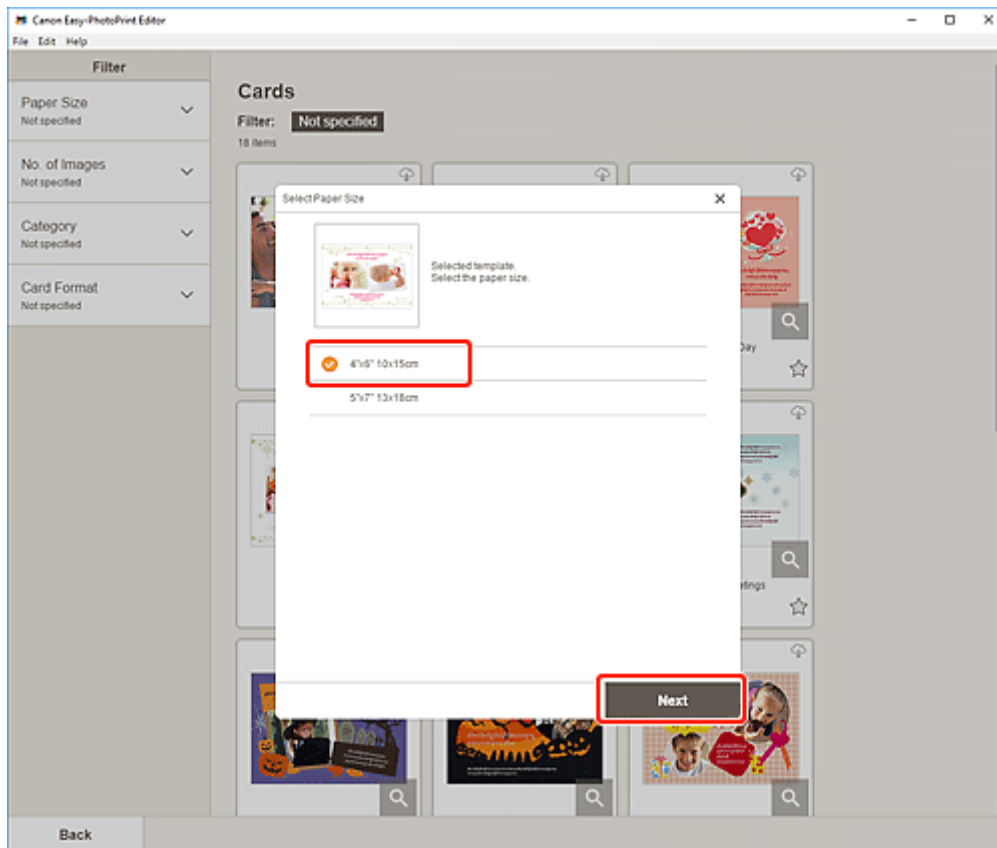 Canon Easy-PhotoPrint Editor
File Edit Help
Filter
Paper Size
Not specified
No. of Images
Not specified
Category
Not specified
Card Format
Not specified
Cards
Filter: Not specified
18 items
Select Paper Size
Selected template.
Select the paper size.
4"x6" 10x15cm
5"x7" 13x18cm
Next
Day
Back